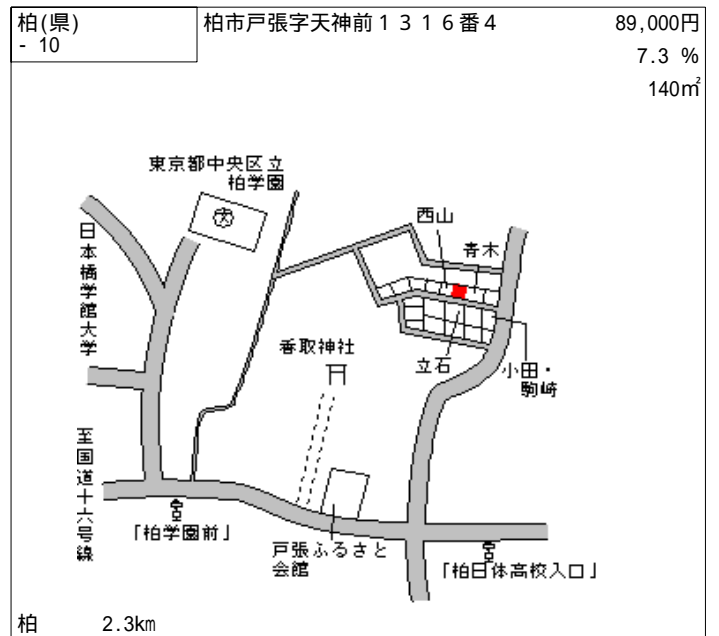 柏(県)
- 10
柏市戸張字天神前１３１６番４
89,000円
7.3 %
140㎡
東京都中央区立
柏学園
日本橋学館大学
西山
青木
香取神社
立石
小田・
駒崎
至国道十六号線
「柏学園前」
戸張ふるさと
会館
「柏日体高校入口」
柏 2.3km